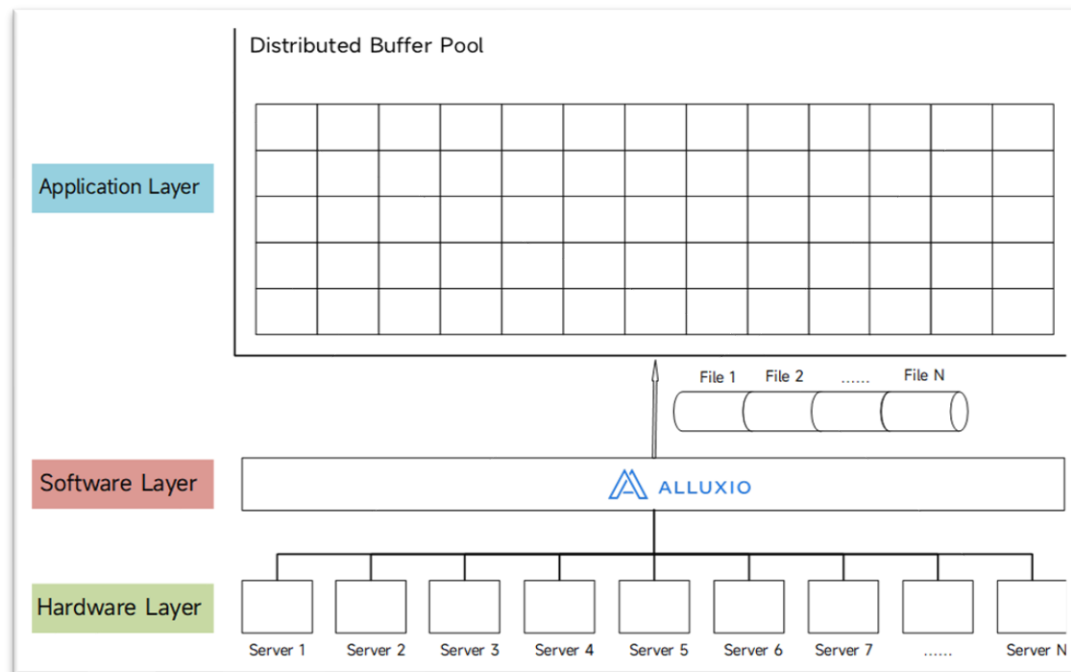 Distributed Buffer Pool
Application Layer
File 1 File 2 ...... File N
Software Layer
ALLUXIO
Hardware Layer
Server 1 Server 2 Server 3 Server 4 Server 5 Server 6 Server 7 ...... Server N